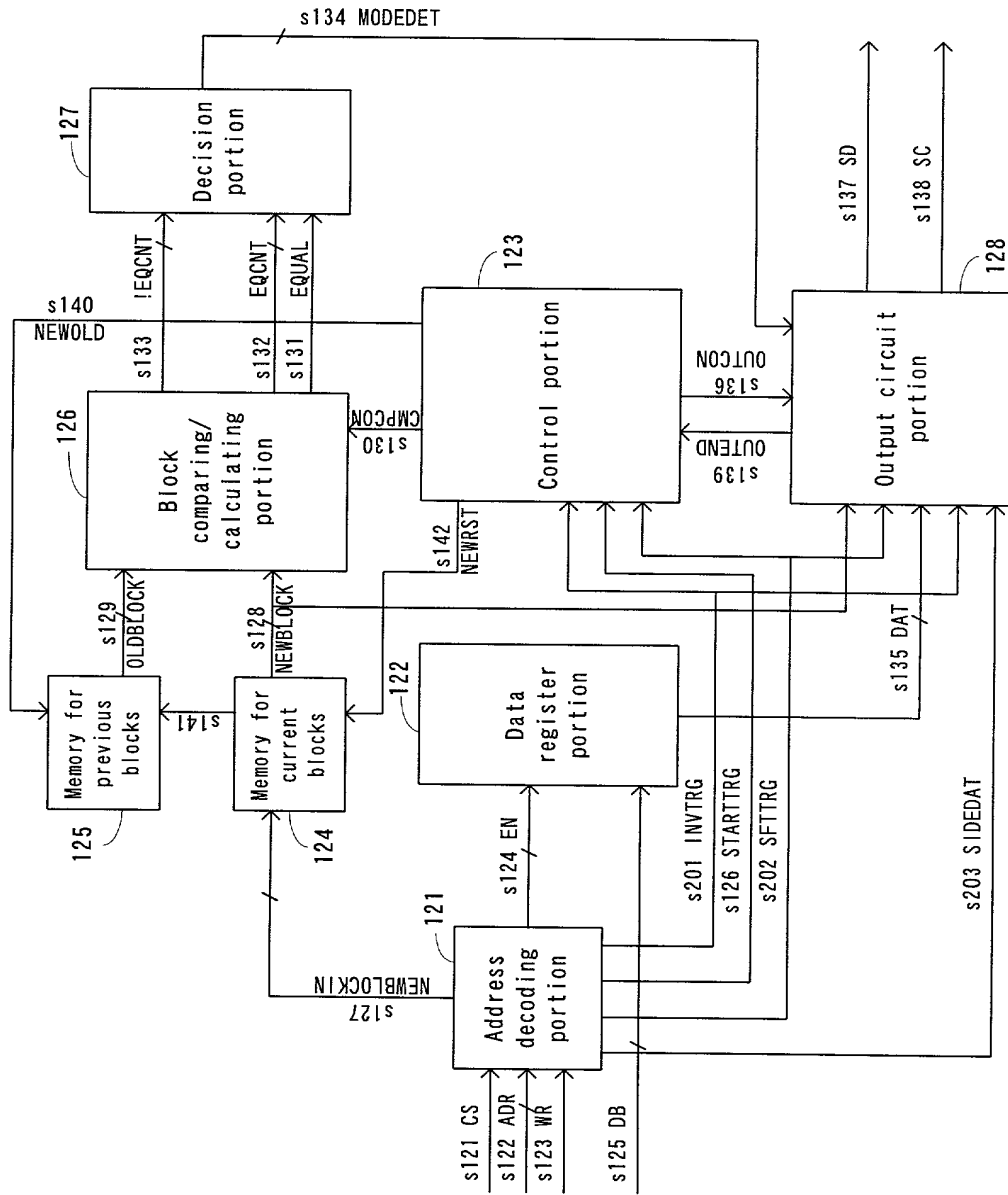 s134 MODEDET
127
Decision
portion
!EQCNT
EQCNT
EQUAL
s140
NEWOLD
s133
s132
s131
126
Block
comparing/
calculating
portion
s130
CMPCON
123
Control portion
s142
NEWRST
s129
OLDBLOCK
s128
NEWBLOCK
s141
Memory for
previous
blocks
125
Memory for
current
blocks
124
122
Data
register
portion
s124 EN
s127
NEWBLOCKIN
121
Address
decoding
portion
s121 CS
s122 ADR
s123 WR
s125 DB
s201 INVTRG
s126 STARTTRG
s202 SFTTRG
s203 SIDEDAT
s135 DAT
s136
OUTCON
s139
OUTEND
s137 SD
s138 SC
128
Output circuit
portion